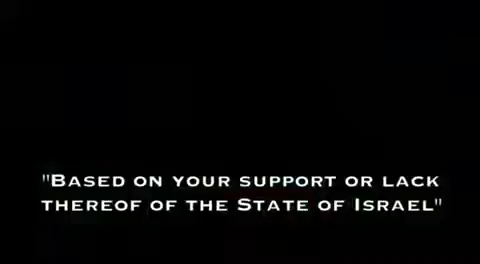 "Based on your support or lack
thereof of the State of Israel"